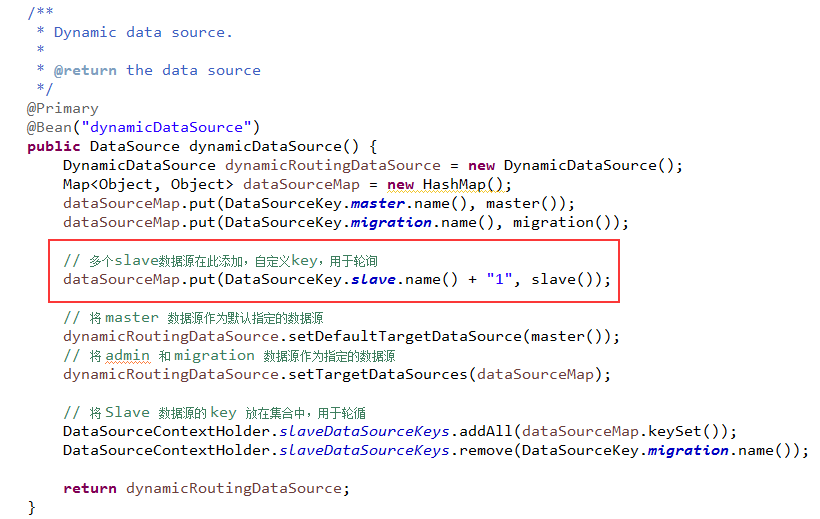 /**
 * Dynamic data source.
 *
 * @return the data source
 */
@Primary
@Bean("dynamicDataSource")
public DataSource dynamicDataSource() {
    DynamicDataSource dynamicRoutingDataSource = new DynamicDataSource();
    Map<Object, Object> dataSourceMap = new HashMap();
    dataSourceMap.put(DataSourceKey.master.name(), master());
    dataSourceMap.put(DataSourceKey.migration.name(), migration());
    // 多个slave数据源在此添加，自定义key，用于轮询
    dataSourceMap.put(DataSourceKey.slave.name() + "1", slave());
    // 将 master 数据源作为默认指定的数据源
    dynamicRoutingDataSource.setDefaultTargetDataSource(master());
    // 将 admin 和 migration 数据源作为指定的数据源
    dynamicRoutingDataSource.setTargetDataSources(dataSourceMap);
    // 将 Slave 数据源的 key 放在集合中，用于轮循
    DataSourceContextHolder.slaveDataSourceKeys.addAll(dataSourceMap.keySet());
    DataSourceContextHolder.slaveDataSourceKeys.remove(DataSourceKey.migration.name());
    return dynamicRoutingDataSource;
}